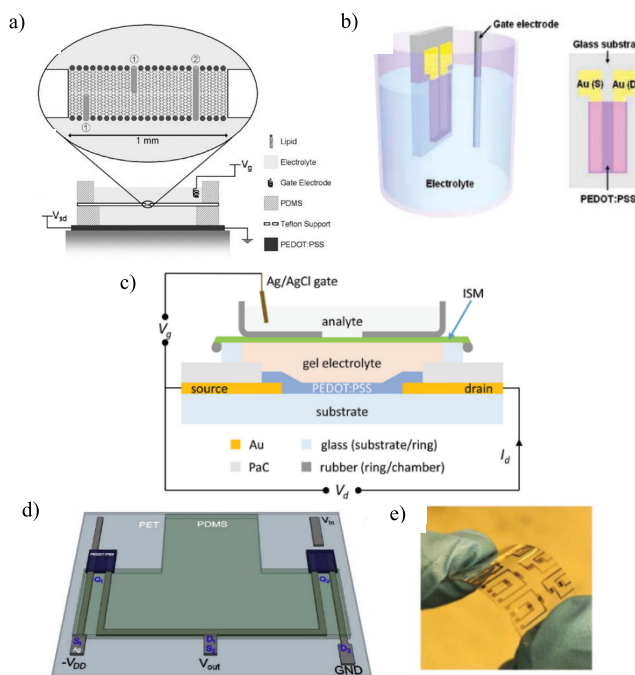 a)
①
②
①
1 mm
Lipid
Electrolyte
Gate Electrode
PDMS
Teflon Support
PEDOT:PSS
Vg
Vsd
b)
Gate electrode
Electrolyte
Glass substra
Au (S)
Au (D
PEDOT:PSS
c)
Ag/AgCl gate
ISM
analyte
Vg
gel electrolyte
PEDOT:PSS
source
drain
substrate
Au
glass (substrate/ring)
PaC
rubber (ring/chamber)
Id
Vd
d)
PET
PDMS
Vin
PEDOT:PSS
Q1
Q2
S1
Ag
D1
S2
D2
-VDD
Vout
GND
e)